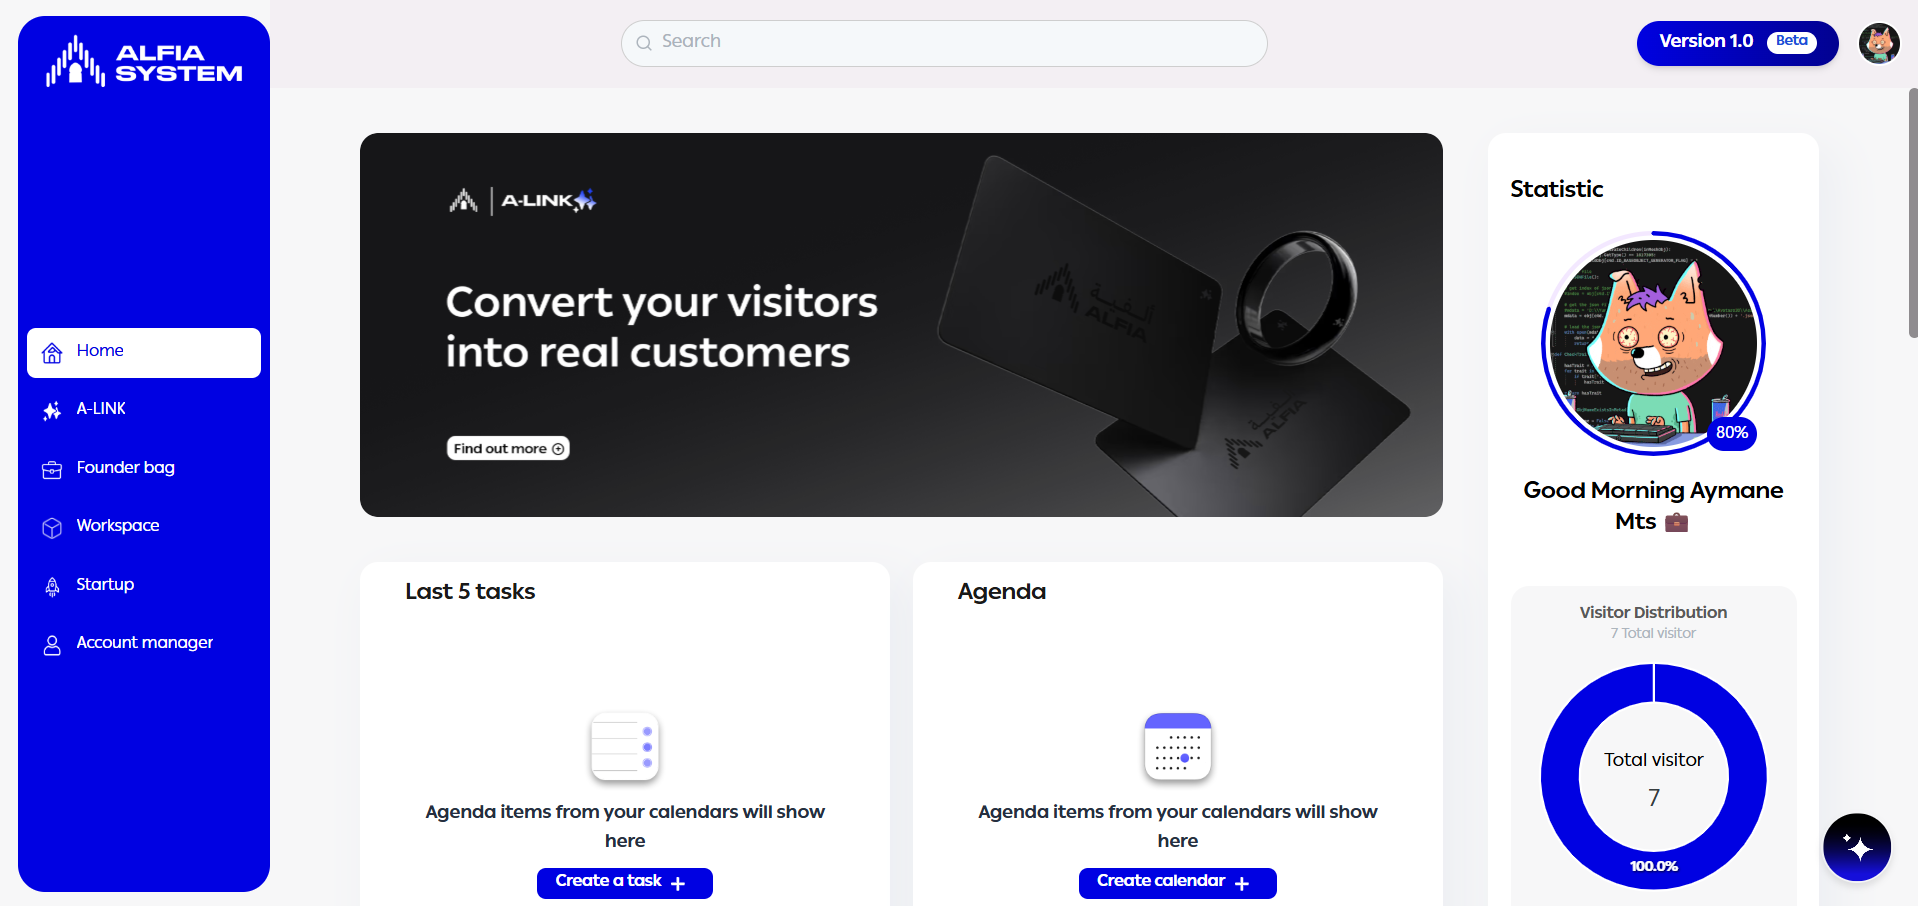 ALFIA
SYSTEM
Search
Version 1.0 Beta
Home
A-LINK
Founder bag
Workspace
Startup
Account manager
A-LINK
Convert your visitors
into real customers
Find out more
ألفية
ALFIA
ALFIA
Last 5 tasks
Agenda items from your calendars will show
here
Create a task +
Agenda
Agenda items from your calendars will show
here
Create calendar +
Statistic
80%
Good Morning Aymane
Mts
Visitor Distribution
7 Total visitor
Total visitor
7
100.0%